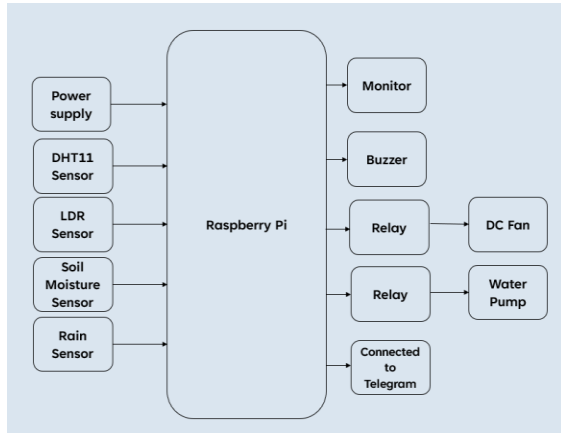 Power
supply
DHT11
Sensor
LDR
Sensor
Soil
Moisture
Sensor
Rain
Sensor
Raspberry Pi
Monitor
Buzzer
Relay
DC Fan
Relay
Water
Pump
Connected
to
Telegram